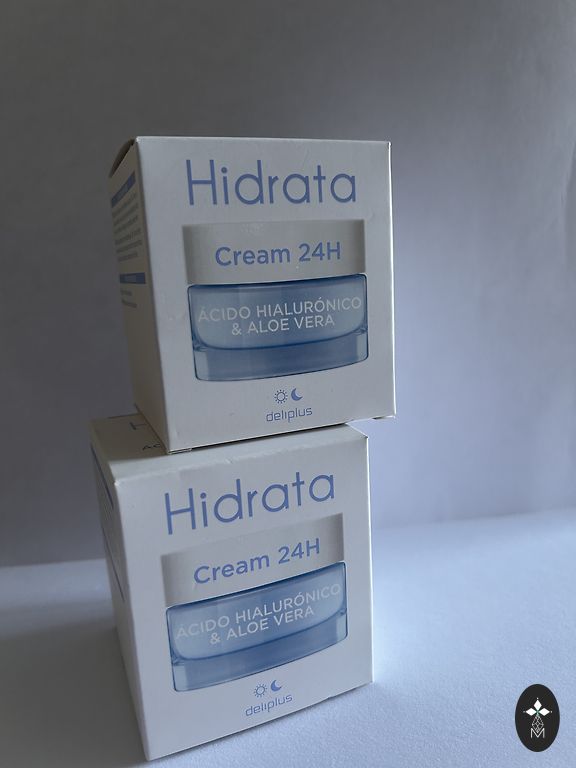 Hidrata
Cream 24H
ÁCIDO HIALURÓNICO
& ALOE VERA
deliplus
Hidrata
Cream 24H
ÁCIDO HIALURÓNICO
& ALOE VERA
deliplus
M